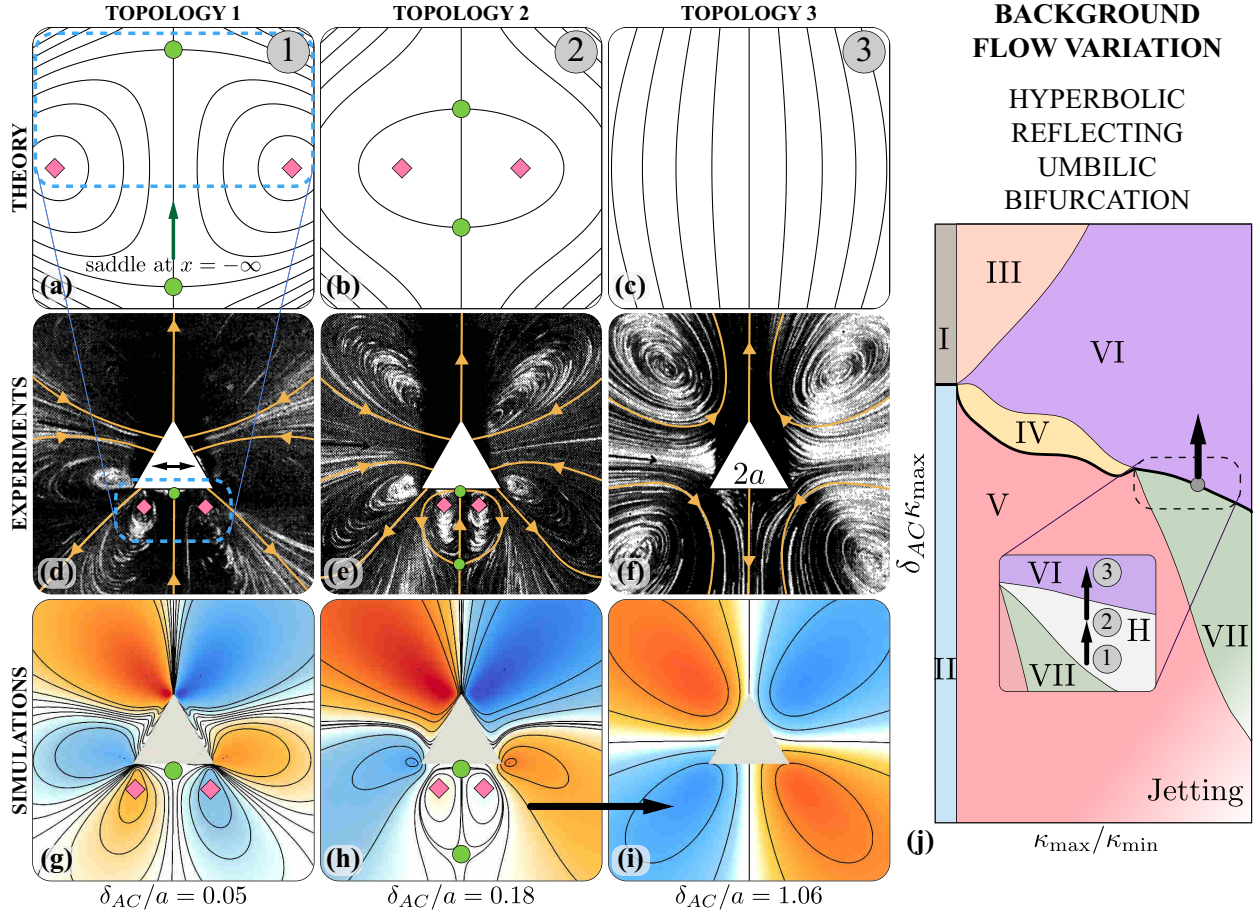 TOPOLOGY 1
TOPOLOGY 2
TOPOLOGY 3
THEORY
1
saddle at x = −∞
(a)
2
(b)
3
(c)
EXPERIMENTS
(d)
(e)
2a
(f)
SIMULATIONS
(g)
(h)
(i)
δ_AC/a = 0.05
δ_AC/a = 0.18
δ_AC/a = 1.06
BACKGROUND
FLOW VARIATION
HYPERBOLIC
REFLECTING
UMBILIC
BIFURCATION
δ_AC κ_max
I
III
VI
IV
V
VI
3
2
H
1
VII
VII
II
Jetting
(j)
κ_max/κ_min